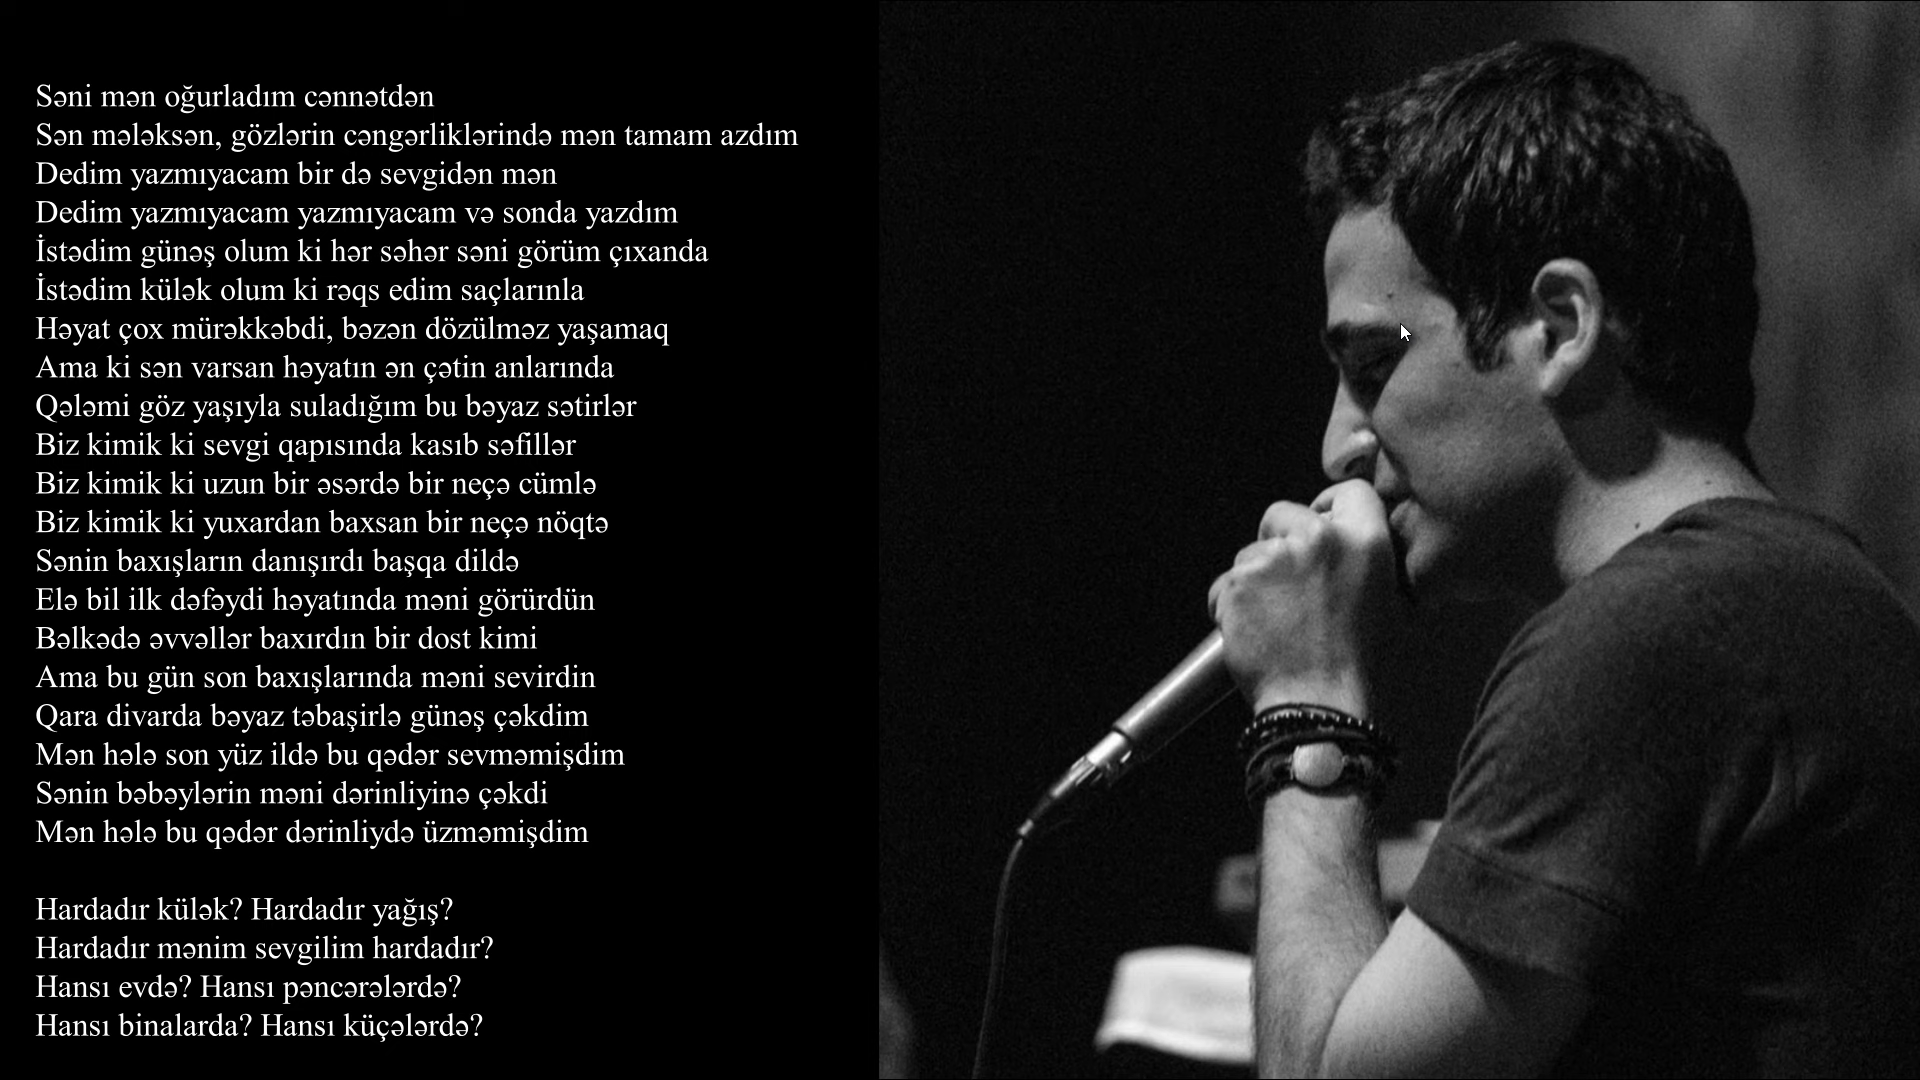 Səni mən oğurladım cənnətdən
Sən mələksən, gözlərin cəngərliklərində mən tamam azdım
Dedim yazmıyacam bir də sevgidən mən
Dedim yazmıyacam yazmıyacam və sonda yazdım
İstədim günəş olum ki hər səhər səni görüm çıxanda
İstədim külək olum ki rəqs edim saçlarınla
Həyat çox mürəkkəbdi, bəzən dözülməz yaşamaq
Ama ki sən varsan həyatın ən çətin anlarında
Qələmi göz yaşıyla suladığım bu bəyaz sətirlər
Biz kimik ki sevgi qapısında kasıb səfillər
Biz kimik ki uzun bir əsərdə bir neçə cümlə
Biz kimik ki yuxardan baxsan bir neçə nöqtə
Sənin baxışların danışırdı başqa dildə
Elə bil ilk dəfəydi həyatında məni görürdün
Bəlkədə əvvəllər baxırdın bir dost kimi
Ama bu gün son baxışlarında məni sevirdin
Qara divarda bəyaz təbaşirlə günəş çəkdim
Mən hələ son yüz ildə bu qədər sevməmişdim
Sənin bəbəylərin məni dərinliyinə çəkdi
Mən hələ bu qədər dərinliydə üzməmişdim
Hardadır külək? Hardadır yağış?
Hardadır mənim sevgilim hardadır?
Hansı evdə? Hansı pəncərələrdə?
Hansı binalarda? Hansı küçələrdə?